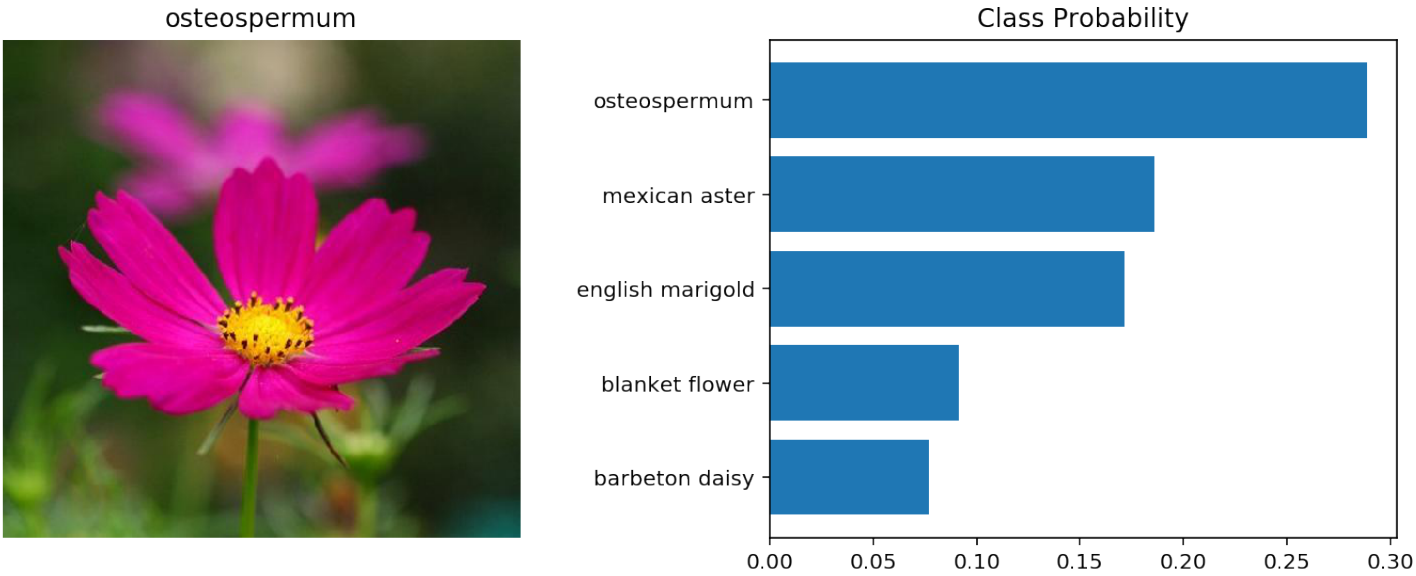 osteospermum
Class Probability
osteospermum
mexican aster
english marigold
blanket flower
barbeton daisy
0.00 0.05 0.10 0.15 0.20 0.25 0.30